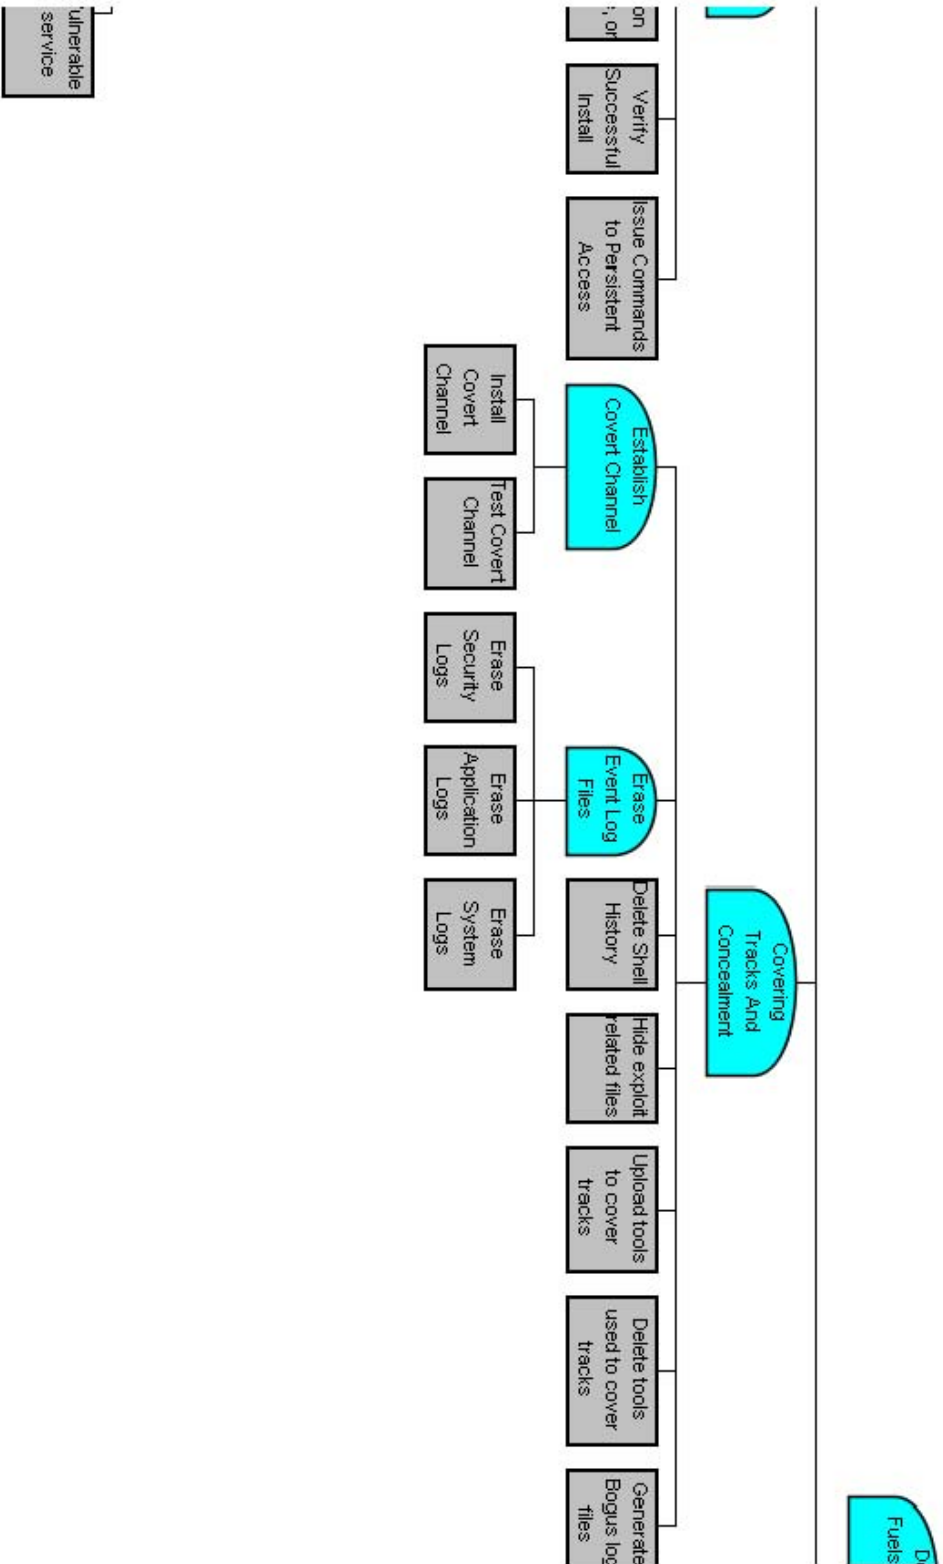 D
Fuels
Covering
Tracks And
Concealment
on
, or
Verify
Successful
Install
Issue Commands
to Persistent
Access
Establish
Covert Channel
Erase
Event Log
Files
Delete Shell
History
Hide exploit
related files
Upload tools
to cover
tracks
Delete tools
used to cover
tracks
Generate
Bogus log
files
Install
Covert
Channel
Test Covert
Channel
Erase
Security
Logs
Erase
Application
Logs
Erase
System
Logs
ulnerable
service